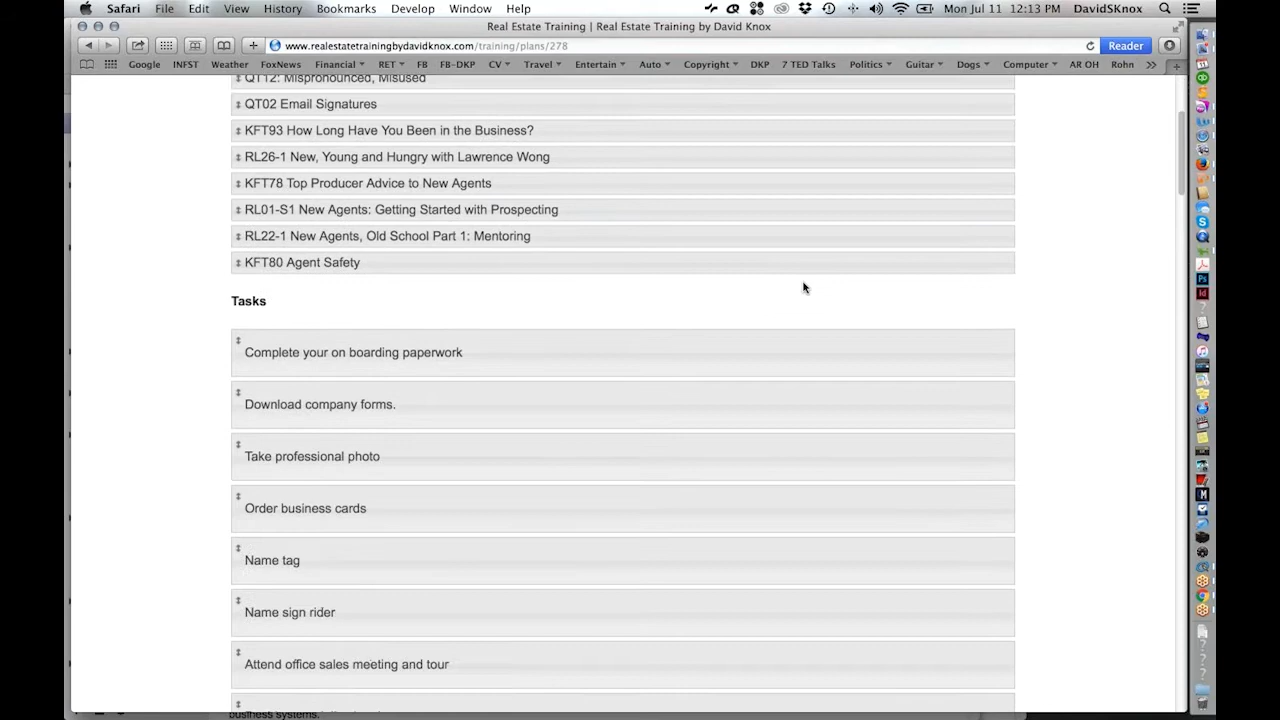 Safari File Edit View History Bookmarks Develop Window Help Mon Jul 11 12:13 PM DavidSKnox
Real Estate Training | Real Estate Training by David Knox
www.realestatetrainingbydavidknox.com/training/plans/278 Reader
Google INFST Weather FoxNews Financial RET FB FB-DKP CV Travel Entertain Auto Copyright DKP 7 TED Talks Politics Guitar Dogs Computer AR OH Rohn
QT12: Mispronounced, Misused
QT02 Email Signatures
KFT93 How Long Have You Been in the Business?
RL26-1 New, Young and Hungry with Lawrence Wong
KFT78 Top Producer Advice to New Agents
RL01-S1 New Agents: Getting Started with Prospecting
RL22-1 New Agents, Old School Part 1: Mentoring
KFT80 Agent Safety
Tasks
Complete your on boarding paperwork
Download company forms.
Take professional photo
Order business cards
Name tag
Name sign rider
Attend office sales meeting and tour
business systems.